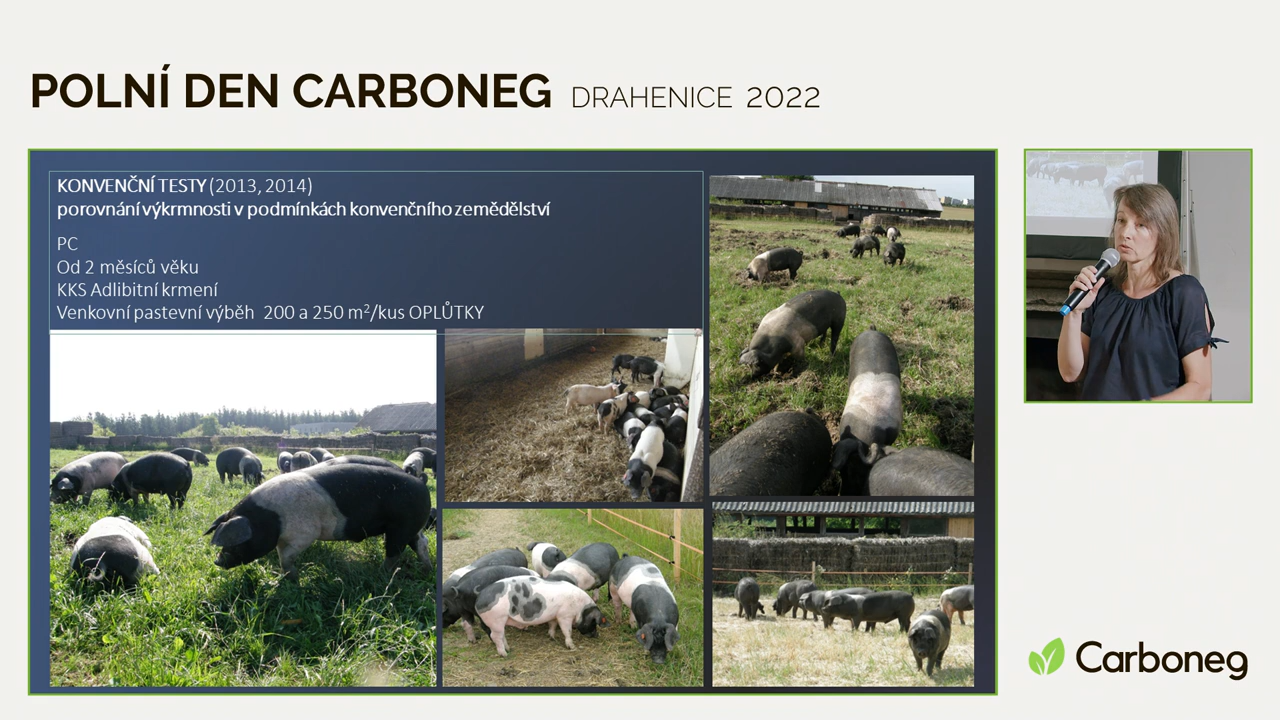 POLNÍ DEN CARBONEG DRAHENICE 2022
KONVENČNÍ TESTY (2013, 2014)
porovnání výkrmnosti v podmínkách konvenčního zemědělství
PC
Od 2 měsíců věku
KKS Adlibitní krmení
Venkovní pastevní výběh 200 a 250 m²/kus OPLŮTKY
Carboneg